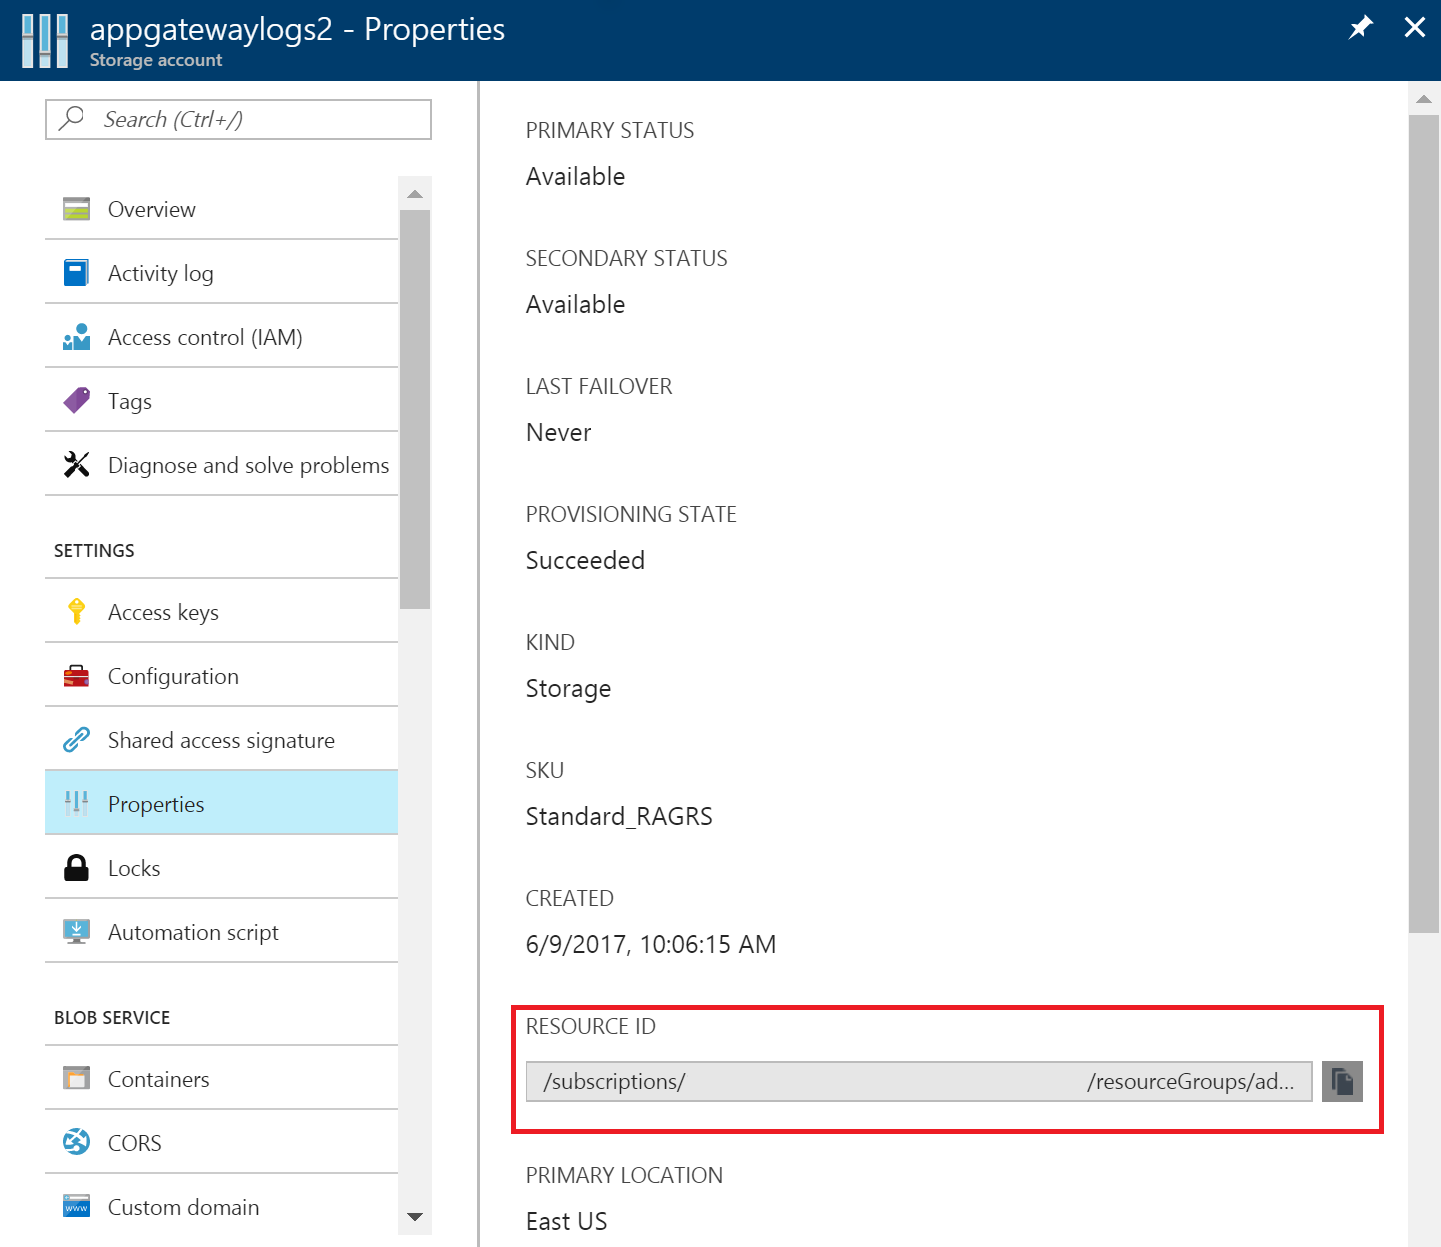 appgatewaylogs2 - Properties
Storage account
Search (Ctrl+/)
Overview
Activity log
Access control (IAM)
Tags
Diagnose and solve problems
SETTINGS
Access keys
Configuration
Shared access signature
Properties
Locks
Automation script
BLOB SERVICE
Containers
CORS
www
Custom domain
PRIMARY STATUS
Available
SECONDARY STATUS
Available
LAST FAILOVER
Never
PROVISIONING STATE
Succeeded
KIND
Storage
SKU
Standard_RAGRS
CREATED
6/9/2017, 10:06:15 AM
RESOURCE ID
/subscriptions/ /resourceGroups/ad...
PRIMARY LOCATION
East US